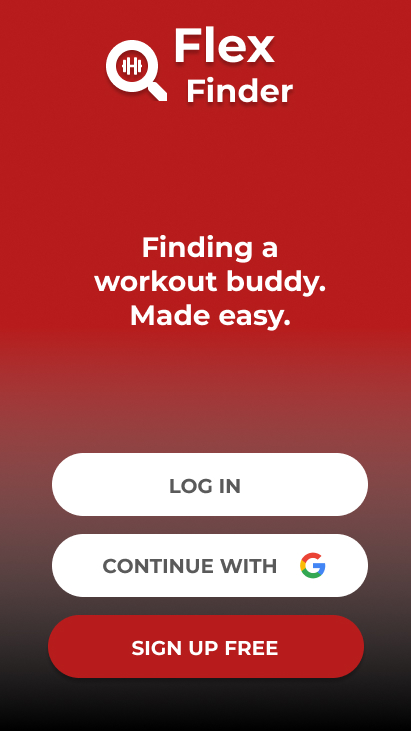 Flex
Finder
Finding a
workout buddy.
Made easy.
LOG IN
CONTINUE WITH
SIGN UP FREE